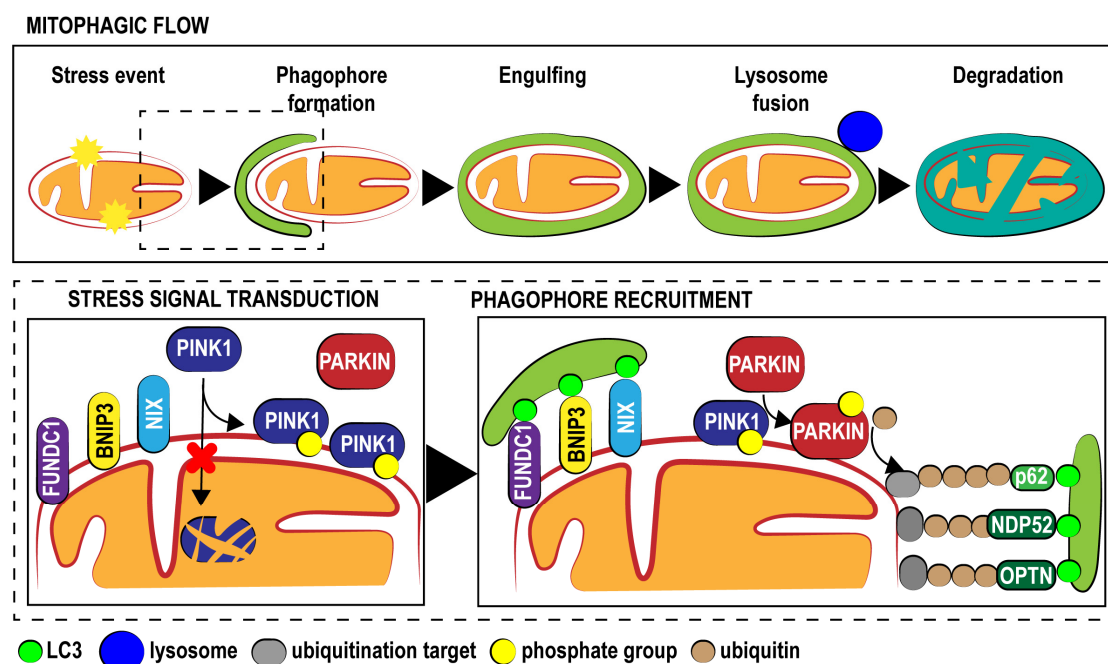 MITOPHAGIC FLOW
Stress event
Phagophore
formation
Engulfing
Lysosome
fusion
Degradation
STRESS SIGNAL TRANSDUCTION
PINK1
PARKIN
FUNDC1
BNIP3
NIX
PINK1
PINK1
PHAGOPHORE RECRUITMENT
PARKIN
FUNDC1
BNIP3
NIX
PINK1
PARKIN
p62
NDP52
OPTN
LC3
lysosome
ubiquitination target
phosphate group
ubiquitin